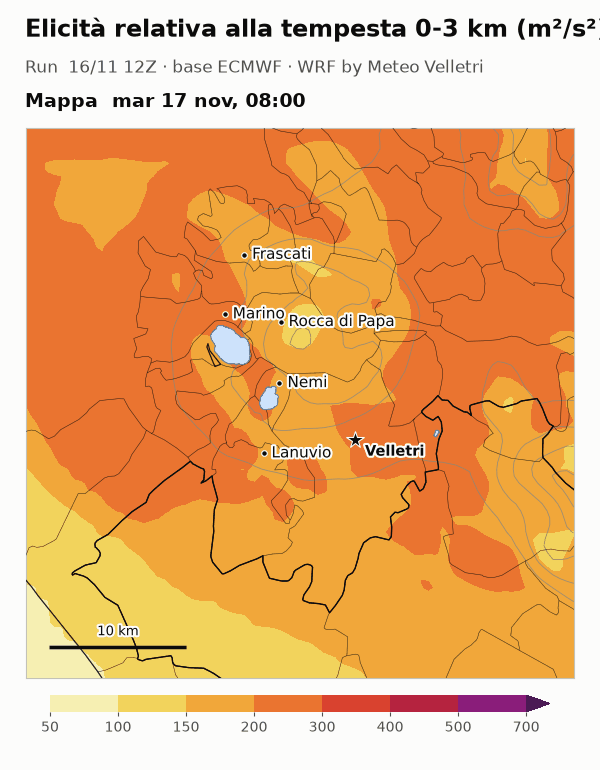 Elicità relativa alla tempesta 0-3 km (m²/s²)
Run  16/11 12Z · base ECMWF · WRF by Meteo Velletri
Mappa  mar 17 nov, 08:00
Frascati
Marino
Rocca di Papa
Nemi
Velletri
Lanuvio
10 km
50 100 150 200 300 400 500 700